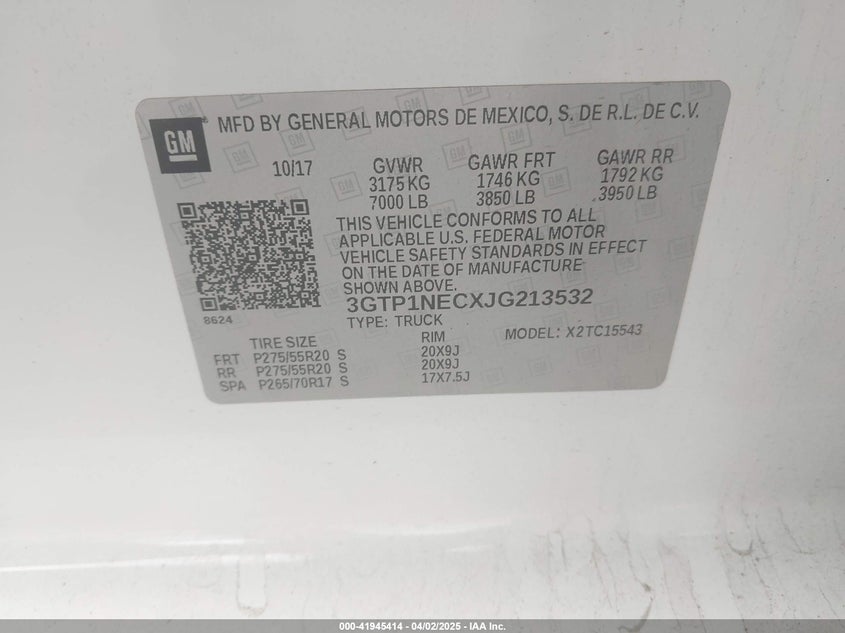 GM
MFD BY GENERAL MOTORS DE MEXICO, S. DE R.L. DE C.V.
10/17 GVWR GAWR FRT GAWR RR
3175 KG 1746 KG 1792 KG
7000 LB 3850 LB 3950 LB
THIS VEHICLE CONFORMS TO ALL
APPLICABLE U.S. FEDERAL MOTOR
VEHICLE SAFETY STANDARDS IN EFFECT
ON THE DATE OF MANUFACTURE
SHOWN ABOVE.
3GTP1NECXJG213532
8624
TYPE: TRUCK MODEL: X2TC15543
TIRE SIZE RIM
FRT P275/55R20 S 20X9J
RR P275/55R20 S 20X9J
SPA P265/70R17 S 17X7.5J
000-41945414 - 04/02/2025 - IAA Inc.